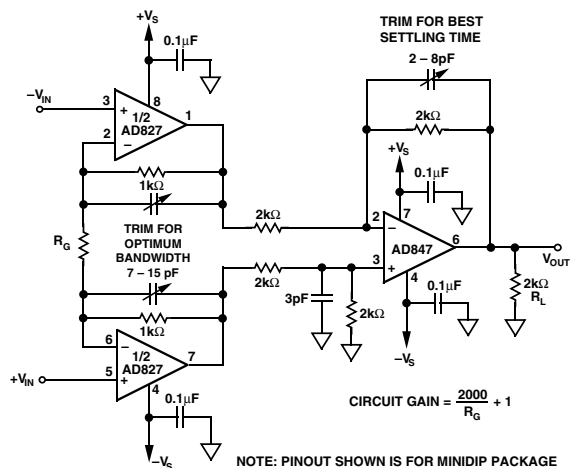 +VS
0.1µF
TRIM FOR BEST
SETTLING TIME
2 – 8pF
–VIN
3
+
8
1/2
AD827
1
2
–
2kΩ
+VS
0.1µF
1kΩ
RG
TRIM FOR
OPTIMUM
BANDWIDTH
7 – 15 pF
2kΩ
2
–
7
AD847
6
3
+
4
VOUT
2kΩ
3pF
2kΩ
0.1µF
2kΩ
RL
1kΩ
–VS
6
–
1/2
AD827
7
+VIN
5
+
4
0.1µF
–VS
CIRCUIT GAIN = 2000/RG + 1
NOTE: PINOUT SHOWN IS FOR MINIDIP PACKAGE